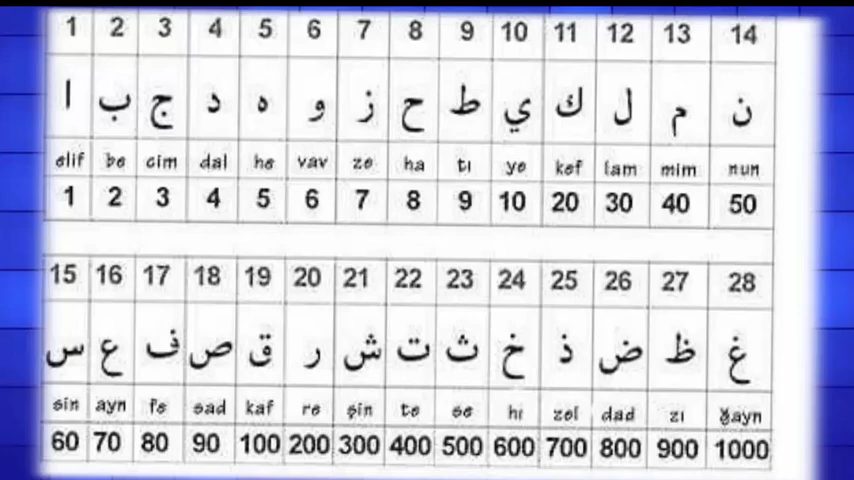 1 2 3 4 5 6 7 8 9 10 11 12 13 14
ا ب ج د ه و ز ح ط ي ك ل م ن
elif be cim dal he vav ze ha tı ye kef lam mim nun
1 2 3 4 5 6 7 8 9 10 20 30 40 50
15 16 17 18 19 20 21 22 23 24 25 26 27 28
س ع ف ص ق ر ش ت ث خ ذ ض ظ غ
sin ayn fe sad kaf re şin te se hı zel dad zı ğayn
60 70 80 90 100 200 300 400 500 600 700 800 900 1000